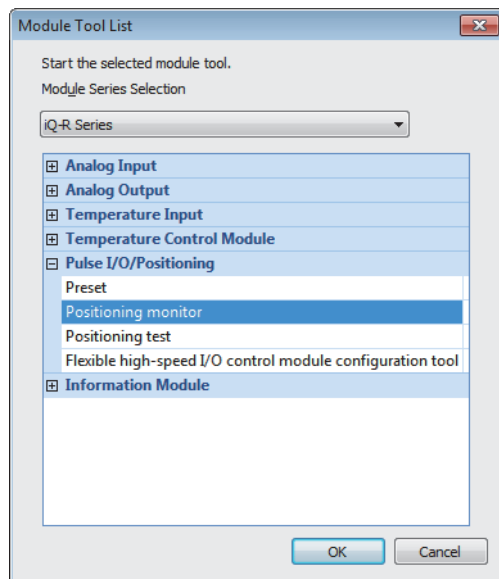 Module Tool List
Start the selected module tool.
Module Series Selection
iQ-R Series
Analog Input
Analog Output
Temperature Input
Temperature Control Module
Pulse I/O/Positioning
Preset
Positioning monitor
Positioning test
Flexible high-speed I/O control module configuration tool
Information Module
OK Cancel